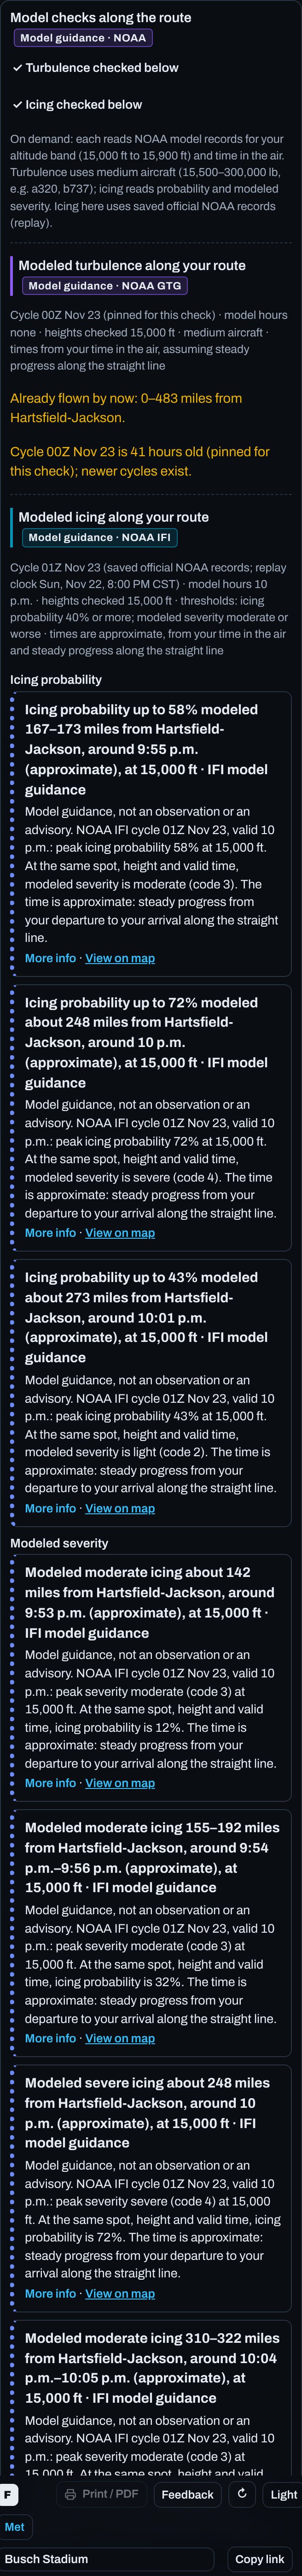 Model checks along the route
Model guidance · NOAA
✓ Turbulence checked below
✓ Icing checked below
On demand: each reads NOAA model records for your
altitude band (15,000 ft to 15,900 ft) and time in the air.
Turbulence uses medium aircraft (15,500–300,000 lb,
e.g. a320, b737); icing reads probability and modeled
severity. Icing here uses saved official NOAA records
(replay).
Modeled turbulence along your route
Model guidance · NOAA GTG
Cycle 00Z Nov 23 (pinned for this check) · model hours
none · heights checked 15,000 ft · medium aircraft ·
times from your time in the air, assuming steady
progress along the straight line
Already flown by now: 0–483 miles from
Hartsfield-Jackson.
Cycle 00Z Nov 23 is 41 hours old (pinned for
this check); newer cycles exist.
Modeled icing along your route
Model guidance · NOAA IFI
Cycle 01Z Nov 23 (saved official NOAA records; replay
clock Sun, Nov 22, 8:00 PM CST) · model hours 10
p.m. · heights checked 15,000 ft · thresholds: icing
probability 40% or more; modeled severity moderate or
worse · times are approximate, from your time in the air
and steady progress along the straight line
Icing probability
Icing probability up to 58% modeled
167–173 miles from Hartsfield-
Jackson, around 9:55 p.m.
(approximate), at 15,000 ft · IFI model
guidance
Model guidance, not an observation or an
advisory. NOAA IFI cycle 01Z Nov 23, valid 10
p.m.: peak icing probability 58% at 15,000 ft.
At the same spot, height and valid time,
modeled severity is moderate (code 3). The
time is approximate: steady progress from
your departure to your arrival along the straight
line.
More info · View on map
Icing probability up to 72% modeled
about 248 miles from Hartsfield-
Jackson, around 10 p.m.
(approximate), at 15,000 ft · IFI model
guidance
Model guidance, not an observation or an
advisory. NOAA IFI cycle 01Z Nov 23, valid 10
p.m.: peak icing probability 72% at 15,000 ft.
At the same spot, height and valid time,
modeled severity is severe (code 4). The time
is approximate: steady progress from your
departure to your arrival along the straight line.
More info · View on map
Icing probability up to 43% modeled
about 273 miles from Hartsfield-
Jackson, around 10:01 p.m.
(approximate), at 15,000 ft · IFI model
guidance
Model guidance, not an observation or an
advisory. NOAA IFI cycle 01Z Nov 23, valid 10
p.m.: peak icing probability 43% at 15,000 ft.
At the same spot, height and valid time,
modeled severity is light (code 2). The time is
approximate: steady progress from your
departure to your arrival along the straight line.
More info · View on map
Modeled severity
Modeled moderate icing about 142
miles from Hartsfield-Jackson, around
9:53 p.m. (approximate), at 15,000 ft ·
IFI model guidance
Model guidance, not an observation or an
advisory. NOAA IFI cycle 01Z Nov 23, valid 10
p.m.: peak severity moderate (code 3) at
15,000 ft. At the same spot, height and valid
time, icing probability is 12%. The time is
approximate: steady progress from your
departure to your arrival along the straight line.
More info · View on map
Modeled moderate icing 155–192 miles
from Hartsfield-Jackson, around 9:54
p.m.–9:56 p.m. (approximate), at
15,000 ft · IFI model guidance
Model guidance, not an observation or an
advisory. NOAA IFI cycle 01Z Nov 23, valid 10
p.m.: peak severity moderate (code 3) at
15,000 ft. At the same spot, height and valid
time, icing probability is 32%. The time is
approximate: steady progress from your
departure to your arrival along the straight line.
More info · View on map
Modeled severe icing about 248 miles
from Hartsfield-Jackson, around 10
p.m. (approximate), at 15,000 ft · IFI
model guidance
Model guidance, not an observation or an
advisory. NOAA IFI cycle 01Z Nov 23, valid 10
p.m.: peak severity severe (code 4) at 15,000
ft. At the same spot, height and valid time, icing
probability is 72%. The time is approximate:
steady progress from your departure to your
arrival along the straight line.
More info · View on map
Modeled moderate icing 310–322 miles
from Hartsfield-Jackson, around 10:04
p.m.–10:05 p.m. (approximate), at
15,000 ft · IFI model guidance
Model guidance, not an observation or an
advisory. NOAA IFI cycle 01Z Nov 23, valid 10
p.m.: peak severity moderate (code 3) at
15,000 ft. At the same spot, height and valid
F Print / PDF Feedback ↻ Light
Met
Busch Stadium Copy link